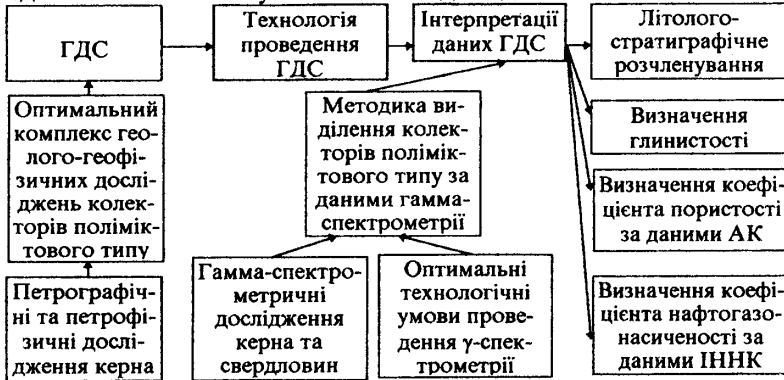 ГДС
Технологія
проведення
ГДС
Інтерпретації
даних ГДС
Літолого-
стратиграфічне
розчленування
Оптимальний
комплекс гео-
лого-геофі-
зичних дослі-
джень колек-
торів полімік-
тового типу
Методика ви-
ділення колек-
торів полімік-
тового типу за
даними гамма-
спектрометрії
Визначення
глинистості
Визначення коефі-
цієнта пористості
за даними АК
Петрографіч-
ні та петрофі-
зичні дослі-
дження керна
Гамма-спектро-
метричні
дослідження
керна та
свердловин
Оптимальні
технологічні
умови прове-
дення γ-спек-
трометрії
Визначення коефі-
цієнта нафтогазо-
насиченості за
даними ІННК